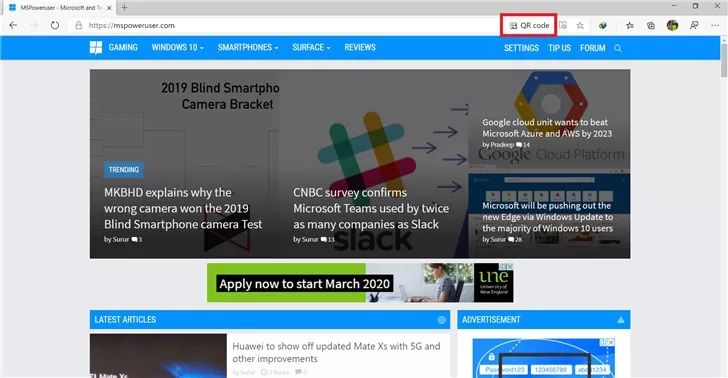 MSPoweruser - Microsoft and Te
https://mspoweruser.com
QR code
GAMING
WINDOWS 10
SMARTPHONES
SURFACE
REVIEWS
SETTINGS
TIP US
FORUM
2019 Blind Smartpho
Camera Bracket
TRENDING
MKBHD explains why the
wrong camera won the 2019
Blind Smartphone camera Test
by Surur 3
slack
CNBC survey confirms
Microsoft Teams used by twice
as many companies as Slack
by Surur 13
Google cloud unit wants to beat
Microsoft Azure and AWS by 2023
by Pradeep 14
Google Cloud Platform
Microsoft will be pushing out the
new Edge via Windows Update to
the majority of Windows 10 users
by Surur 28
Apply now to start March 2020
une
University of
New England
LATEST ARTICLES
Huawei to show off updated Mate Xs with 5G and
other improvements
by Surur 3 hours 0
ADVERTISEMENT
Password123
123456789
abcd1234